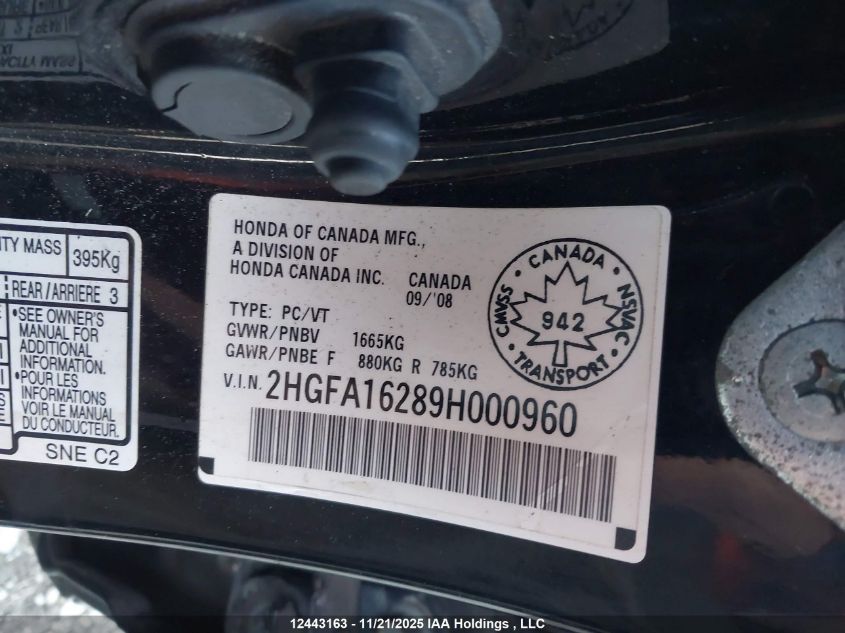 ITY MASS 395Kg
REAR/ARRIERE 3
•SEE OWNER'S
MANUAL FOR
ADDITIONAL
INFORMATION.
•POUR LES
INFORMATIONS
VOIR LE MANUAL
DU CONDUCTEUR.
SNE C2
HONDA OF CANADA MFG.,
A DIVISION OF
HONDA CANADA INC. CANADA
09/'08
TYPE: PC/VT
GVWR/PNBV 1665KG
GAWR/PNBE F 880KG R 785KG
V.I.N. 2HGFA16289H000960
CANADA
CMVSS 942 NSVAC
TRANSPORT
12443163 - 11/21/2025 IAA Holdings , LLC